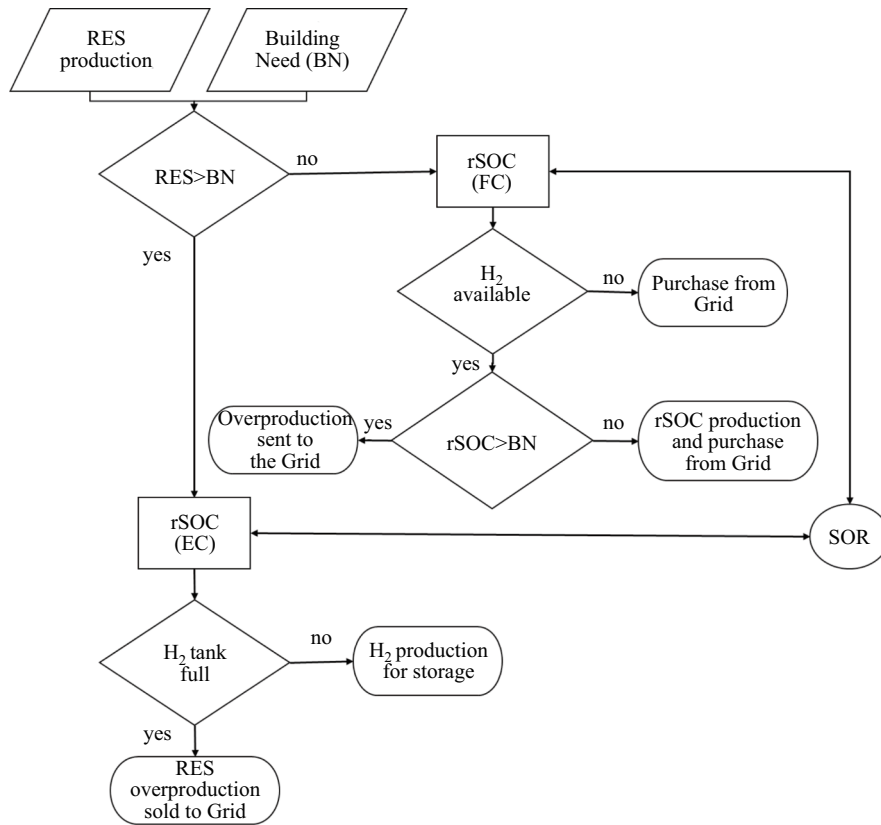 RES
production
Building
Need (BN)
RES>BN
no
yes
rSOC
(FC)
H₂
available
no
Purchase from
Grid
yes
rSOC>BN
yes
Overproduction
sent to
the Grid
no
rSOC production
and purchase
from Grid
rSOC
(EC)
SOR
H₂ tank
full
no
H₂ production
for storage
yes
RES
overproduction
sold to Grid